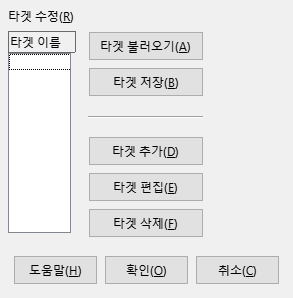 타겟 수정(R)
타겟 이름
타겟 불러오기(A)
타겟 저장(B)
타겟 추가(D)
타겟 편집(E)
타겟 삭제(F)
도움말(H)
확인(O)
취소(C)